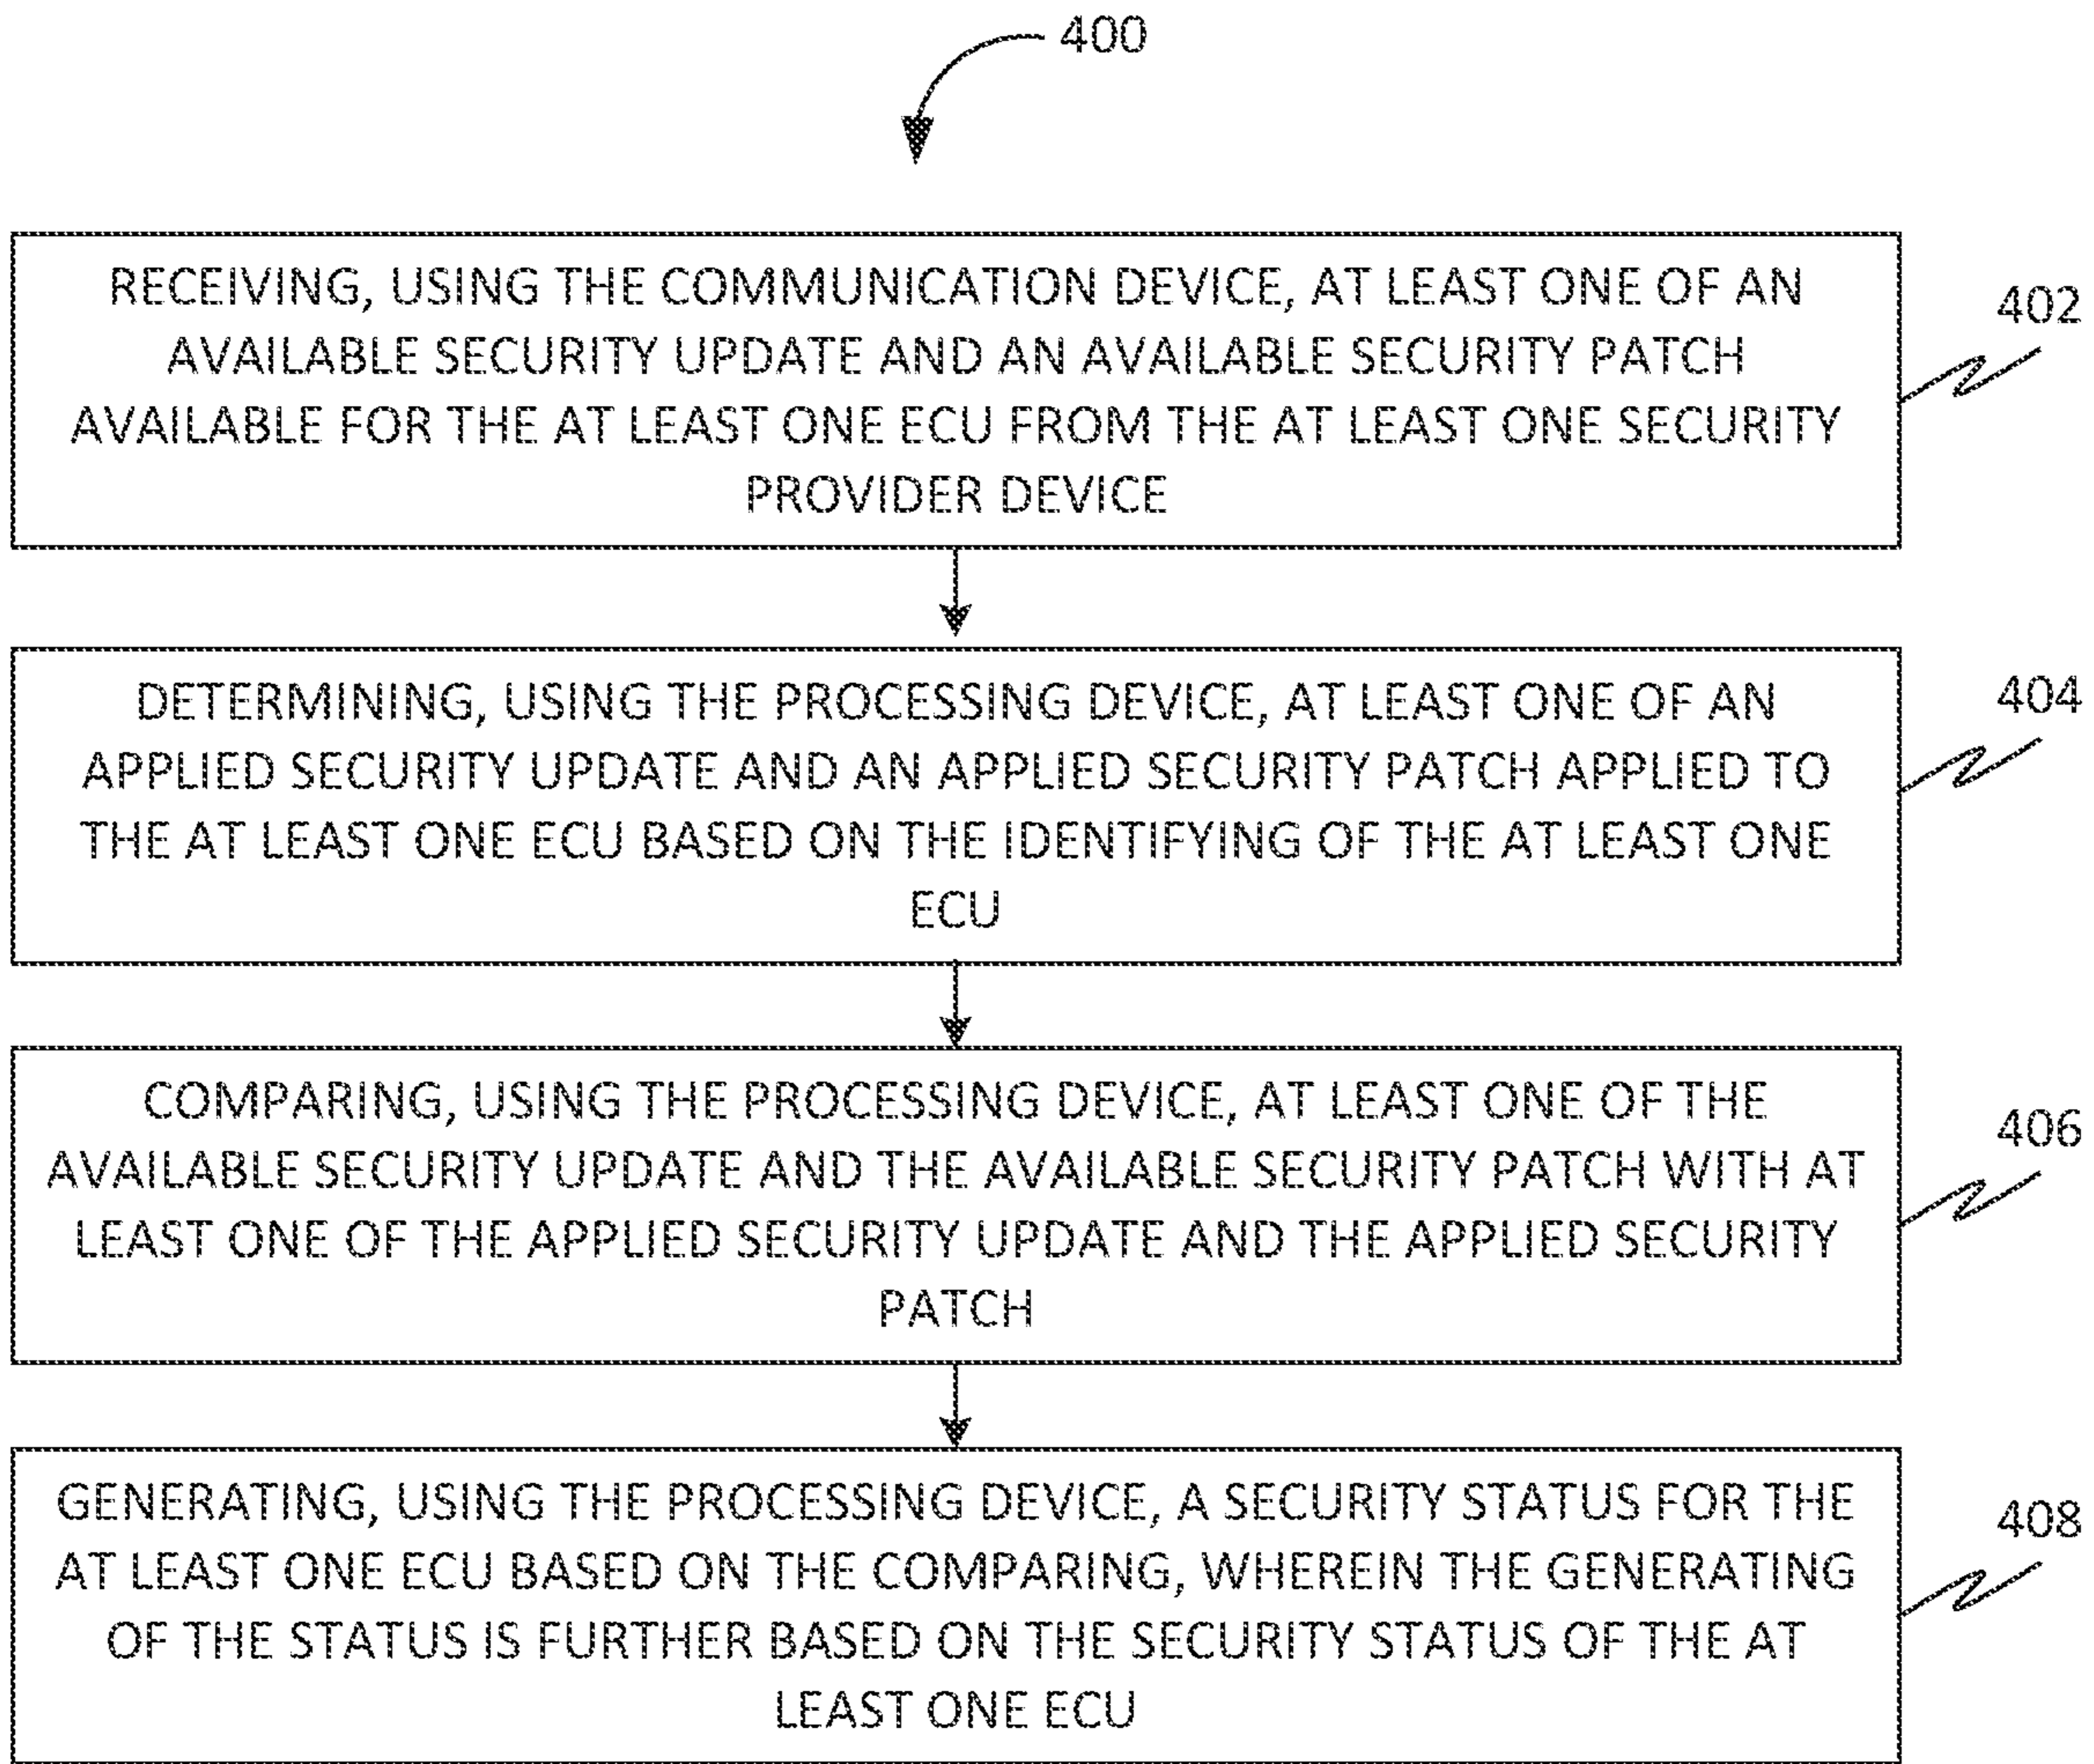 400
RECEIVING, USING THE COMMUNICATION DEVICE, AT LEAST ONE OF AN
AVAILABLE SECURITY UPDATE AND AN AVAILABLE SECURITY PATCH
AVAILABLE FOR THE AT LEAST ONE ECU FROM THE AT LEAST ONE SECURITY
PROVIDER DEVICE
402
DETERMINING, USING THE PROCESSING DEVICE, AT LEAST ONE OF AN
APPLIED SECURITY UPDATE AND AN APPLIED SECURITY PATCH APPLIED TO
THE AT LEAST ONE ECU BASED ON THE IDENTIFYING OF THE AT LEAST ONE
ECU
404
COMPARING, USING THE PROCESSING DEVICE, AT LEAST ONE OF THE
AVAILABLE SECURITY UPDATE AND THE AVAILABLE SECURITY PATCH WITH AT
LEAST ONE OF THE APPLIED SECURITY UPDATE AND THE APPLIED SECURITY
PATCH
406
GENERATING, USING THE PROCESSING DEVICE, A SECURITY STATUS FOR THE
AT LEAST ONE ECU BASED ON THE COMPARING, WHEREIN THE GENERATING
OF THE STATUS IS FURTHER BASED ON THE SECURITY STATUS OF THE AT
LEAST ONE ECU
408